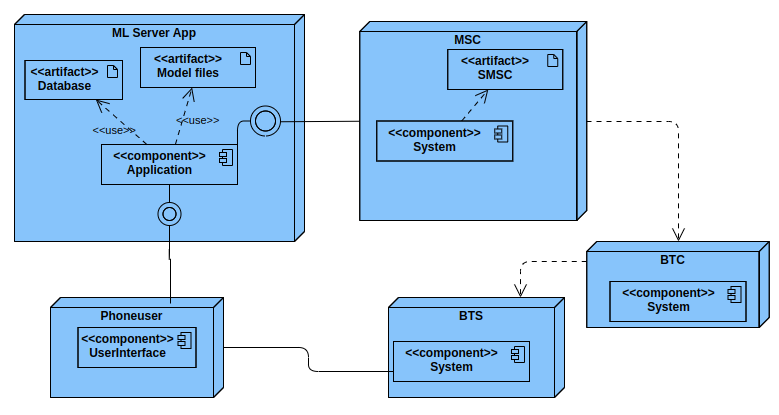 ML Server App
<<artifact>>
Database
<<artifact>>
Model files
<<use>>
<<use>>
<<component>>
Application
MSC
<<artifact>>
SMSC
<<component>>
System
BTC
<<component>>
System
Phoneuser
<<component>>
UserInterface
BTS
<<component>>
System